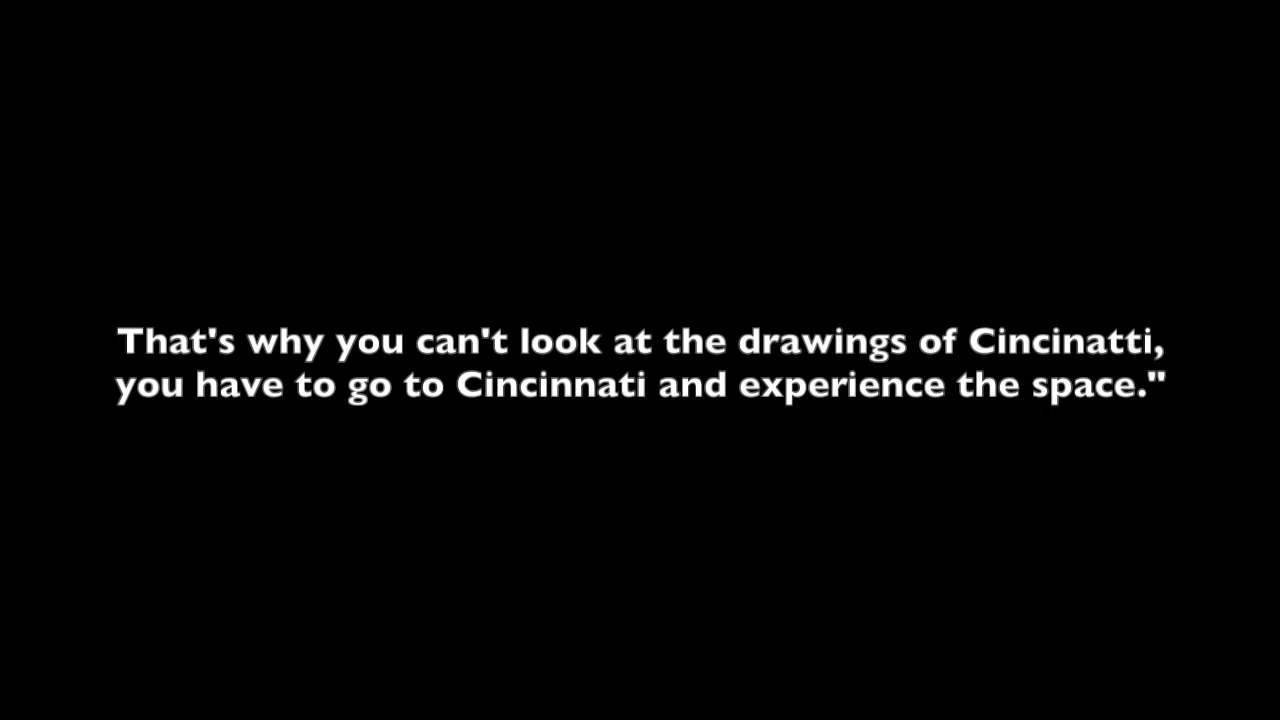 That's why you can't look at the drawings of Cincinatti,
you have to go to Cincinnati and experience the space."